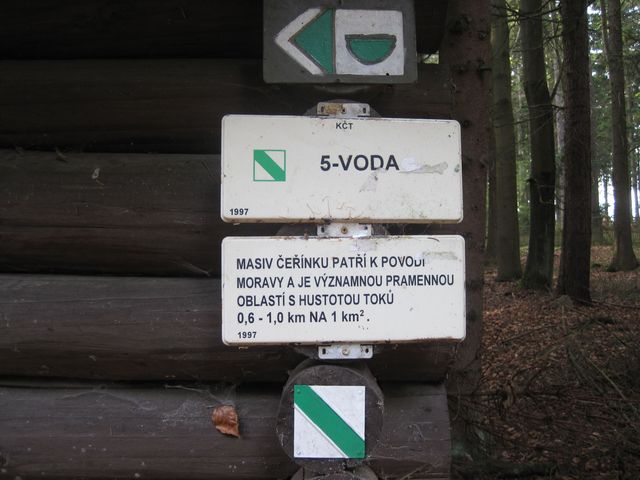 KČT
5-VODA
1997
MASIV ČEŘÍNKU PATŘÍ K POVODÍ
MORAVY A JE VÝZNAMNOU PRAMENNOU
OBLASTÍ S HUSTOTOU TOKŮ
0,6 - 1,0 km NA 1 km².
1997